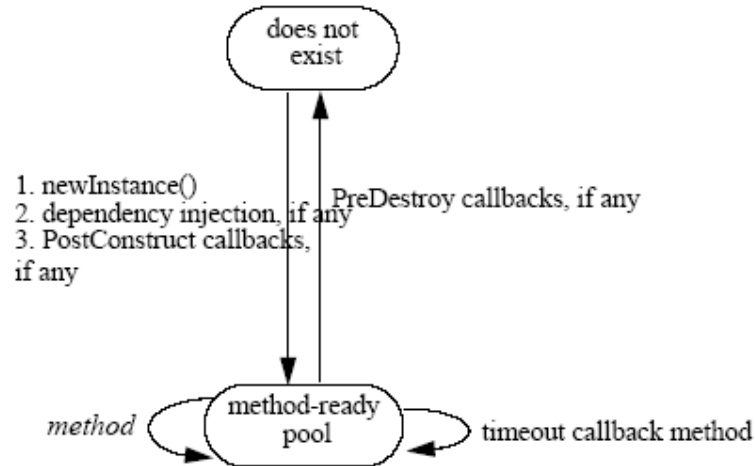 does not
exist
1. newInstance()
2. dependency injection, if any
3. PostConstruct callbacks,
if any
PreDestroy callbacks, if any
method-ready
pool
method
timeout callback method